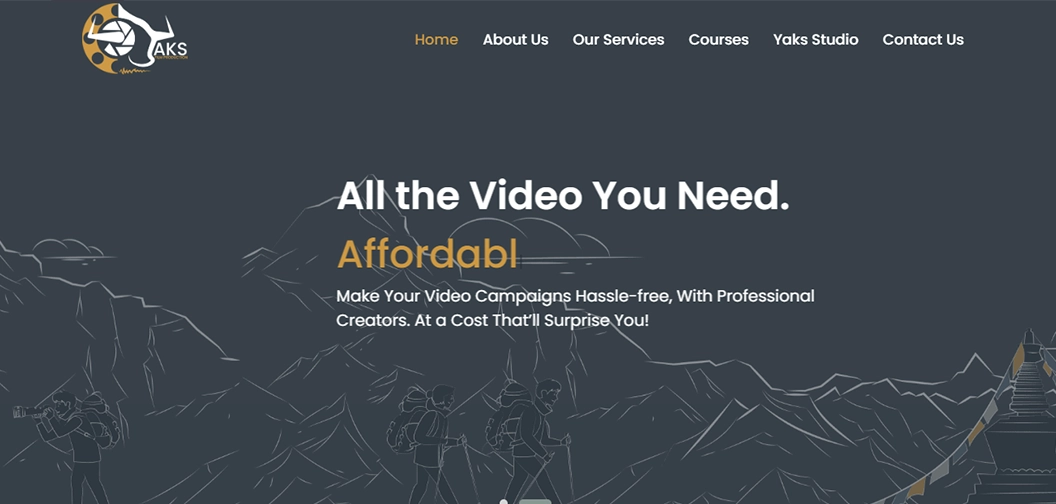 YAKS
Home About Us Our Services Courses Yaks Studio Contact Us
All the Video You Need.
Affordabl
Make Your Video Campaigns Hassle-free, With Professional
Creators. At a Cost That'll Surprise You!